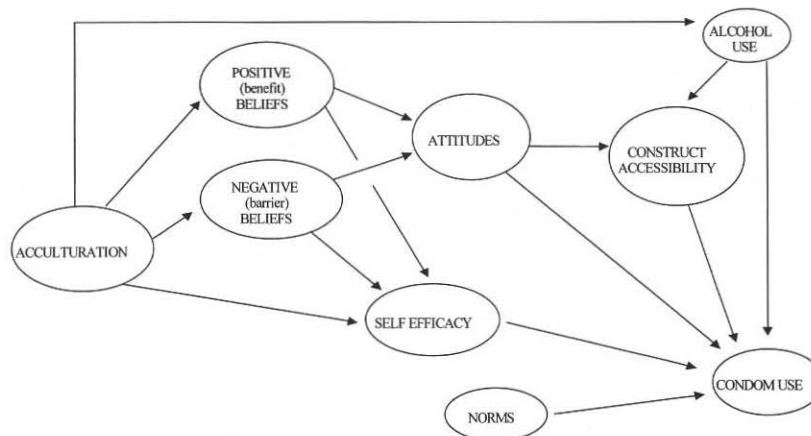 ALCOHOL
USE
POSITIVE
(benefit)
BELIEFS
ATTITUDES
CONSTRUCT
ACCESSIBILITY
NEGATIVE
(barrier)
BELIEFS
ACCULTURATION
SELF EFFICACY
CONDOM USE
NORMS